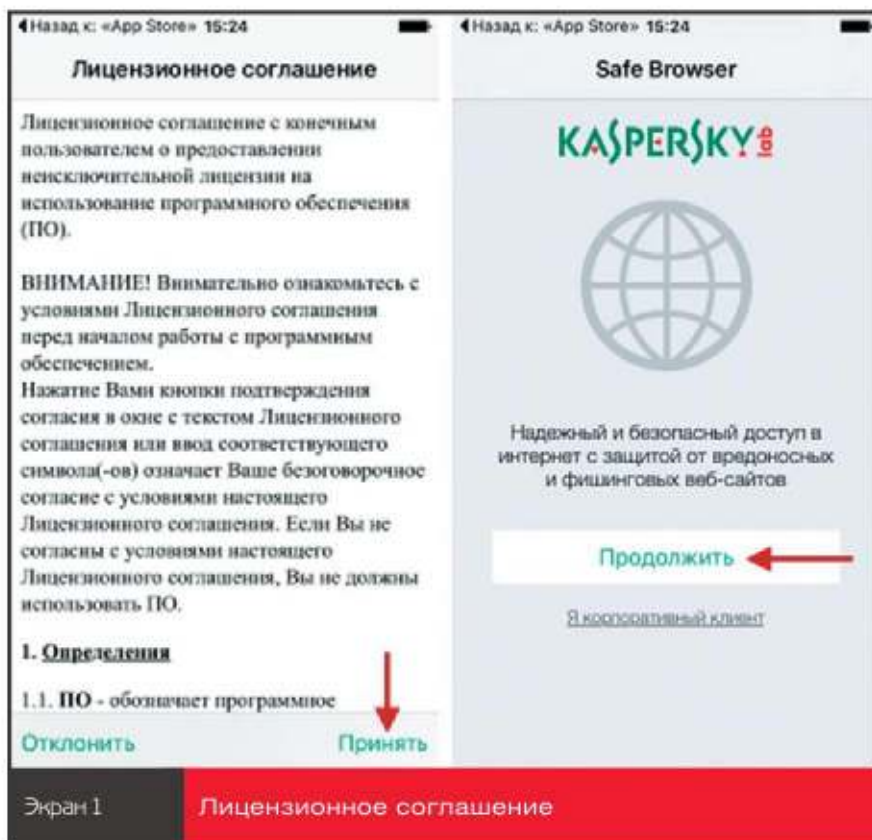 Назад к: «App Store» 15:24
Лицензионное соглашение
Лицензионное соглашение с конечным
пользователем о предоставлении
неисключительной лицензии на
использование программного обеспечения
(ПО).
ВНИМАНИЕ! Внимательно ознакомьтесь с
условиями Лицензионного соглашения
перед началом работы с программным
обеспечением.
Нажатие Вами кнопки подтверждения
согласия в окне с текстом Лицензионного
соглашения или ввод соответствующего
символа(-ов) означает Ваше безоговорочное
согласие с условиями настоящего
Лицензионного соглашения. Если Вы не
согласны с условиями настоящего
Лицензионного соглашения, Вы не должны
использовать ПО.
1. Определения
1.1. ПО - обозначает программное
Отклонить
Принять
Назад к: «App Store» 15:24
Safe Browser
KASPERSKY lab
Надежный и безопасный доступ в
интернет с защитой от вредоносных
и фишинговых веб-сайтов
Продолжить
Я корпоративный клиент
Экран 1
Лицензионное соглашение